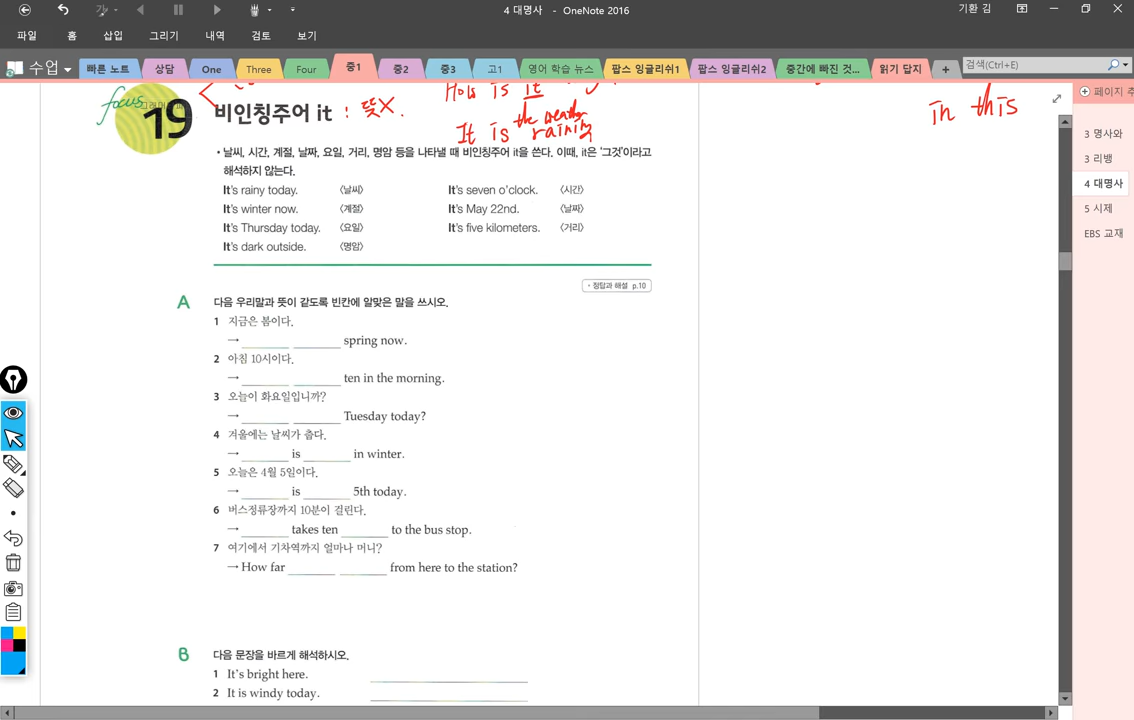 4 대명사 - OneNote 2016
기환 김
파일 홈 삽입 그리기 내역 검토 보기
수업 빠른 노트 상담 One Three Four 중1 중2 중3 고1 영어 학습 뉴스 팝스 잉글리쉬1 팝스 잉글리쉬2 중간에 빠진 것... 읽기 답지 + 검색(Ctrl+E)
페이지 추
3 명사와
3 리뱅
4 대명사
5 시제
EBS 교재
How is it
in this
the weather
focus 19 비인칭주어 it : 뜻X.
It is raining
• 날씨, 시간, 계절, 날짜, 요일, 거리, 명암 등을 나타낼 때 비인칭주어 it을 쓴다. 이때, it은 '그것'이라고
해석하지 않는다.
It's rainy today. 〈날씨〉 It's seven o'clock. 〈시간〉
It's winter now. 〈계절〉 It's May 22nd. 〈날짜〉
It's Thursday today. 〈요일〉 It's five kilometers. 〈거리〉
It's dark outside. 〈명암〉
• 정답과 해설 p.10
A 다음 우리말과 뜻이 같도록 빈칸에 알맞은 말을 쓰시오.
1 지금은 봄이다.
→ ______ ______ spring now.
2 아침 10시이다.
→ ______ ______ ten in the morning.
3 오늘이 화요일입니까?
→ ______ ______ Tuesday today?
4 겨울에는 날씨가 춥다.
→ ______ is ______ in winter.
5 오늘은 4월 5일이다.
→ ______ is ______ 5th today.
6 버스정류장까지 10분이 걸린다.
→ ______ takes ten ______ to the bus stop.
7 여기에서 기차역까지 얼마나 머니?
→ How far ______ ______ from here to the station?
B 다음 문장을 바르게 해석하시오.
1 It's bright here. ______
2 It is windy today. ______